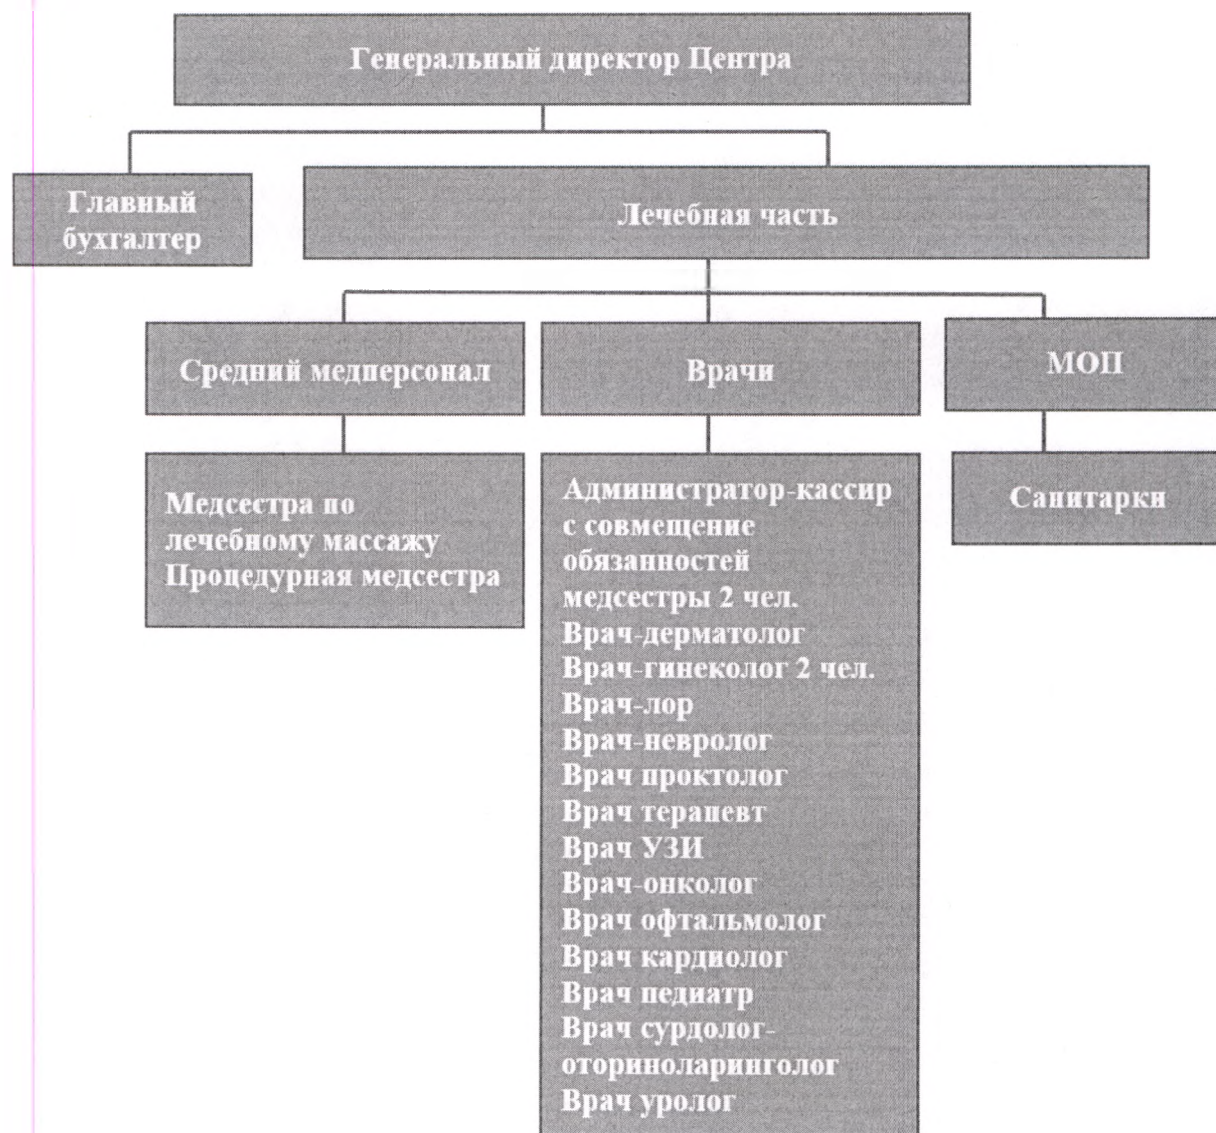 Генеральный директор Центра
Главный
бухгалтер
Лечебная часть
Средний медперсонал
Врачи
МОП
Медсестра по
лечебному массажу
Процедурная медсестра
Администратор-кассир
с совмещение
обязанностей
медсестры 2 чел.
Врач-дерматолог
Врач-гинеколог 2 чел.
Врач-лор
Врач-невролог
Врач проктолог
Врач терапевт
Врач УЗИ
Врач-онколог
Врач офтальмолог
Врач кардиолог
Врач педиатр
Врач сурдолог-
оториноларинголог
Врач уролог
Санитарки